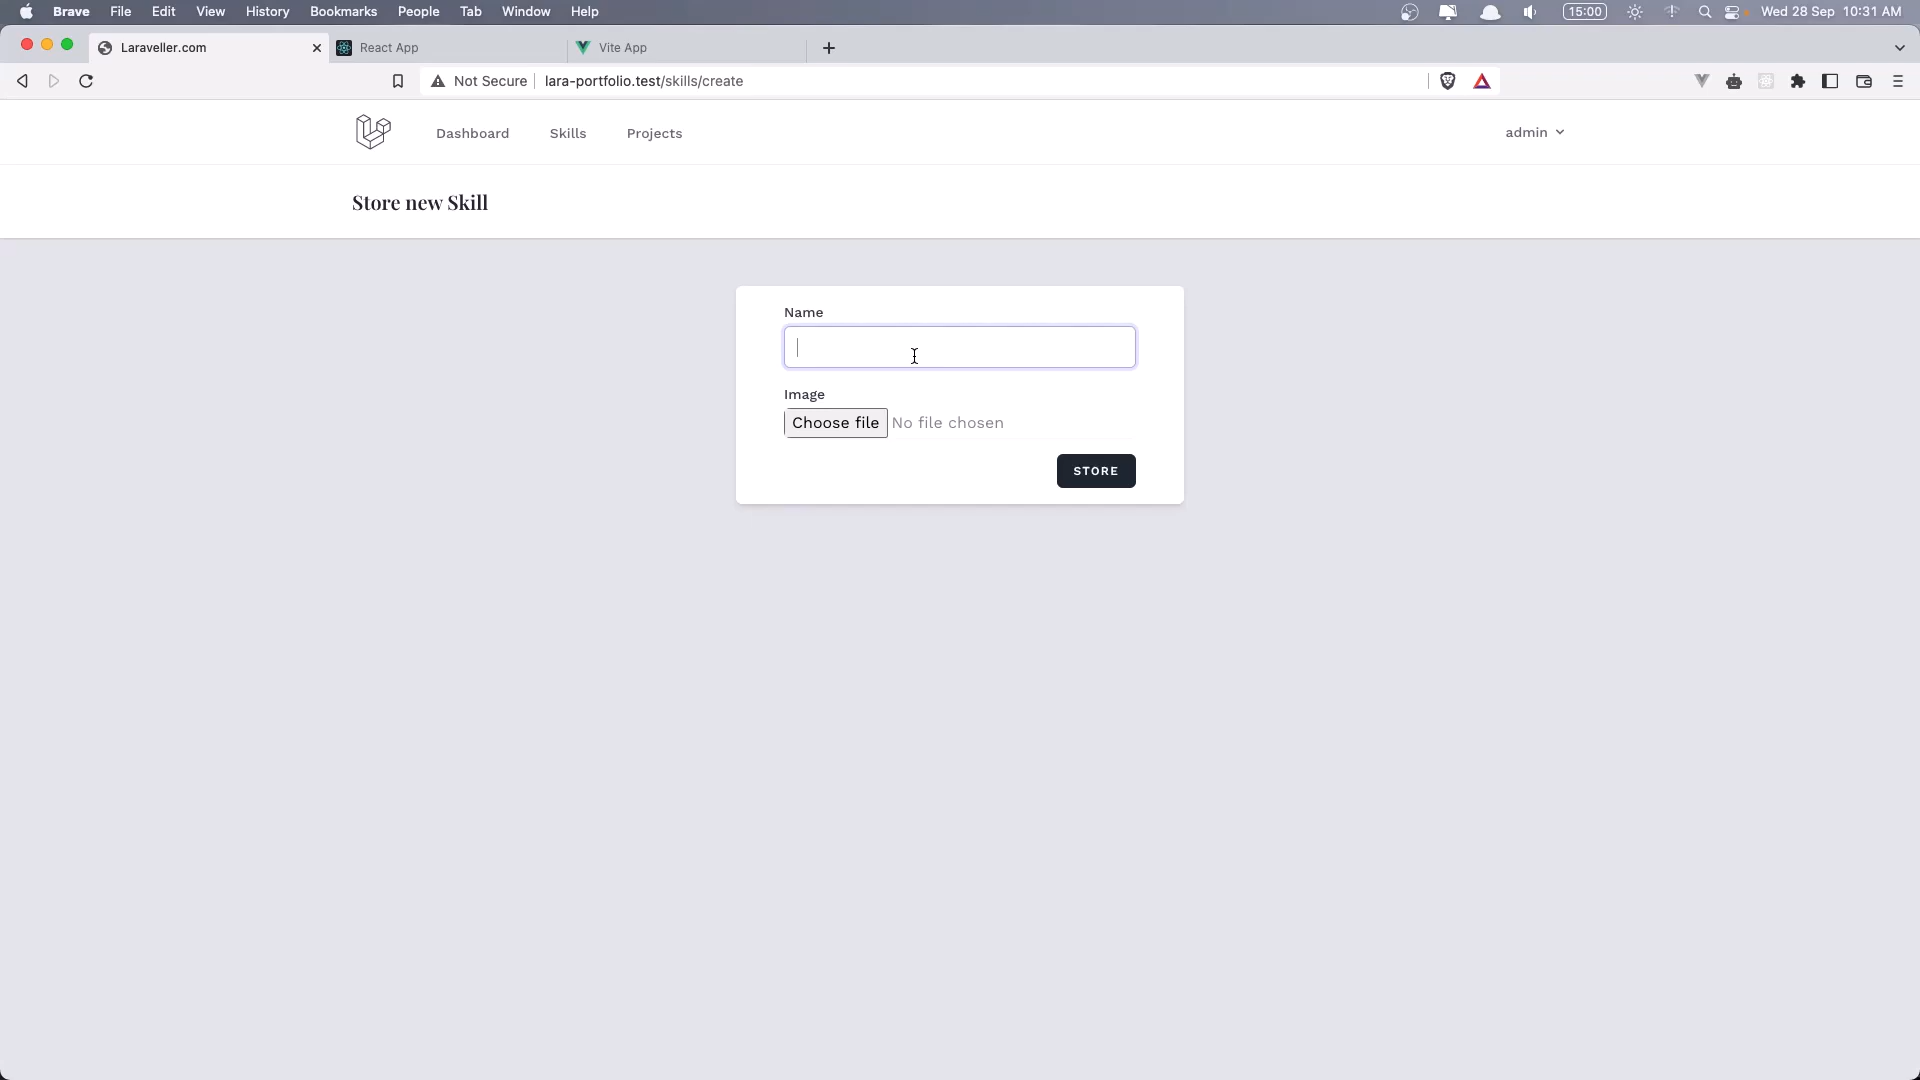 Brave File Edit View History Bookmarks People Tab Window Help 15:00 Wed 28 Sep 10:31 AM
Laraveller.com React App Vite App
Not Secure lara-portfolio.test/skills/create
Dashboard Skills Projects admin
Store new Skill
Name
Image
Choose file No file chosen
STORE